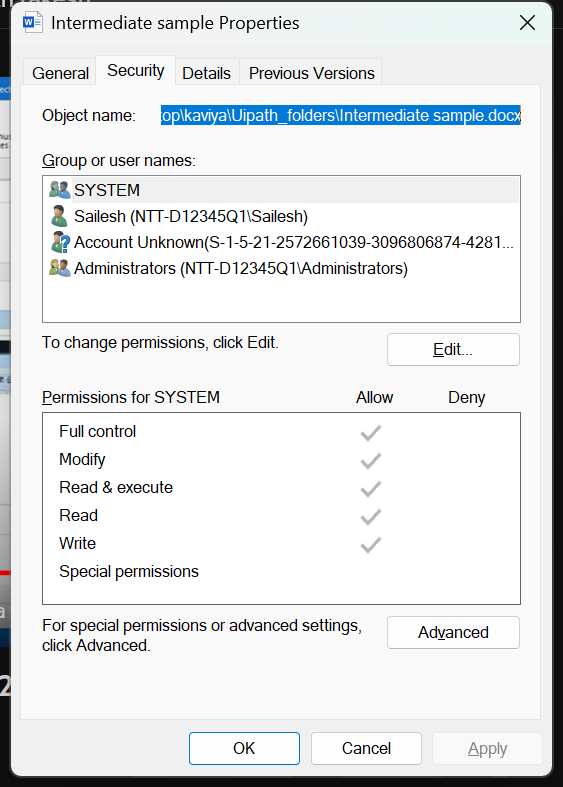 Intermediate sample Properties
General Security Details Previous Versions
Object name: op\kaviya\Uipath_folders\Intermediate sample.docx
Group or user names:
SYSTEM
Sailesh (NTT-D12345Q1\Sailesh)
Account Unknown(S-1-5-21-2572661039-3096806874-4281...
Administrators (NTT-D12345Q1\Administrators)
To change permissions, click Edit. Edit...
Permissions for SYSTEM Allow Deny
Full control
Modify
Read & execute
Read
Write
Special permissions
For special permissions or advanced settings, Advanced
click Advanced.
OK Cancel Apply